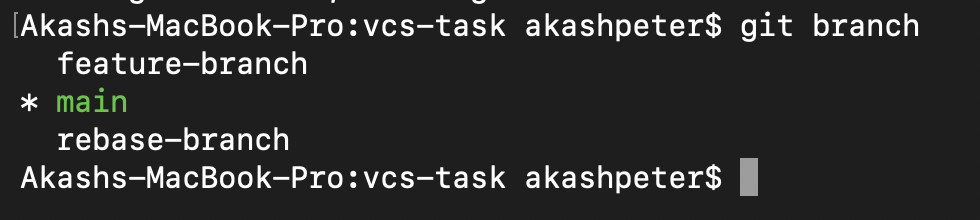 [Akashs-MacBook-Pro:vcs-task akashpeter$ git branch
feature-branch
* main
rebase-branch
Akashs-MacBook-Pro:vcs-task akashpeter$